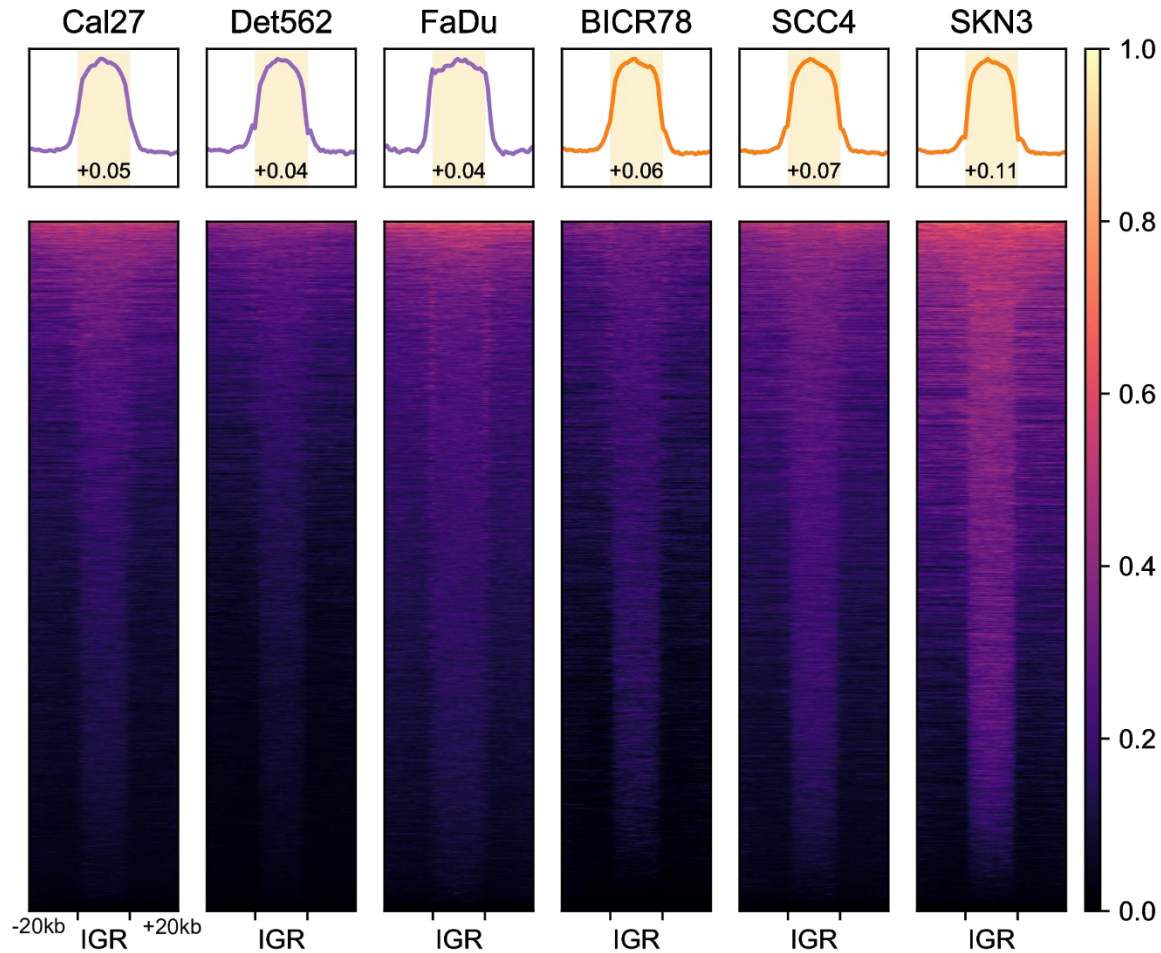 Cal27 Det562 FaDu BICR78 SCC4 SKN3
+0.05 +0.04 +0.04 +0.06 +0.07 +0.11
1.0
0.8
0.6
0.4
0.2
0.0
-20kb IGR +20kb IGR IGR IGR IGR IGR